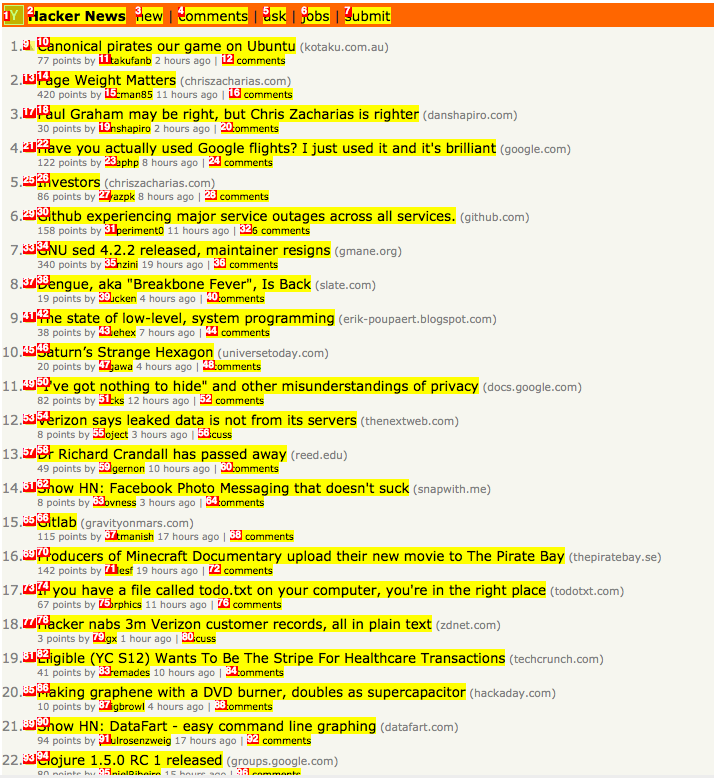 1 Y 2 Hacker News 3 new | 4 comments | 5 ask | 6 jobs | 7 submit
1. 9 10 Canonical pirates our game on Ubuntu (kotaku.com.au)
77 points by 11 takufanb 2 hours ago | 12 comments
2. 13 14 Page Weight Matters (chriszacharias.com)
420 points by 15 cman85 11 hours ago | 16 comments
3. 17 18 Paul Graham may be right, but Chris Zacharias is righter (danshapiro.com)
30 points by 19 nshapiro 2 hours ago | 20 comments
4. 21 22 Have you actually used Google flights? I just used it and it's brilliant (google.com)
122 points by 23 aphp 8 hours ago | 24 comments
5. 25 26 Investors (chriszacharias.com)
86 points by 27 yazpk 8 hours ago | 28 comments
6. 29 30 Github experiencing major service outages across all services. (github.com)
158 points by 31 periment0 11 hours ago | 32 6 comments
7. 33 34 GNU sed 4.2.2 released, maintainer resigns (gmane.org)
340 points by 35 nzini 19 hours ago | 36 comments
8. 37 38 Dengue, aka "Breakbone Fever", Is Back (slate.com)
19 points by 39 ucken 4 hours ago | 40 comments
9. 41 42 The state of low-level, system programming (erik-poupaert.blogspot.com)
38 points by 43 ehex 7 hours ago | 44 comments
10. 45 46 Saturn's Strange Hexagon (universetoday.com)
20 points by 47 gawa 4 hours ago | 48 comments
11. 49 50 "I've got nothing to hide" and other misunderstandings of privacy (docs.google.com)
82 points by 51 cks 12 hours ago | 52 comments
12. 53 54 Verizon says leaked data is not from its servers (thenextweb.com)
8 points by 55 oject 3 hours ago | 56 cuss
13. 57 58 Dr Richard Crandall has passed away (reed.edu)
49 points by 59 gernon 10 hours ago | 60 comments
14. 61 62 Show HN: Facebook Photo Messaging that doesn't suck (snapwith.me)
8 points by 63 ovness 3 hours ago | 64 comments
15. 65 66 Gitlab (gravityonmars.com)
115 points by 67 tmanish 17 hours ago | 68 comments
16. 69 70 Producers of Minecraft Documentary upload their new movie to The Pirate Bay (thepiratebay.se)
142 points by 71 lesf 19 hours ago | 72 comments
17. 73 74 If you have a file called todo.txt on your computer, you're in the right place (todotxt.com)
67 points by 75 orphics 11 hours ago | 76 comments
18. 77 78 Hacker nabs 3m Verizon customer records, all in plain text (zdnet.com)
3 points by 79 gx 1 hour ago | 80 scuss
19. 81 82 Eligible (YC S12) Wants To Be The Stripe For Healthcare Transactions (techcrunch.com)
41 points by 83 remades 10 hours ago | 84 comments
20. 85 86 Making graphene with a DVD burner, doubles as supercapacitor (hackaday.com)
10 points by 87 igbrowl 4 hours ago | 88 comments
21. 89 90 Show HN: DataFart - easy command line graphing (datafart.com)
94 points by 91 ulrosenzweig 17 hours ago | 92 comments
22. 93 94 Clojure 1.5.0 RC 1 released (groups.google.com)
80 points by 95 nielRibeiro 15 hours ago | 96 comments